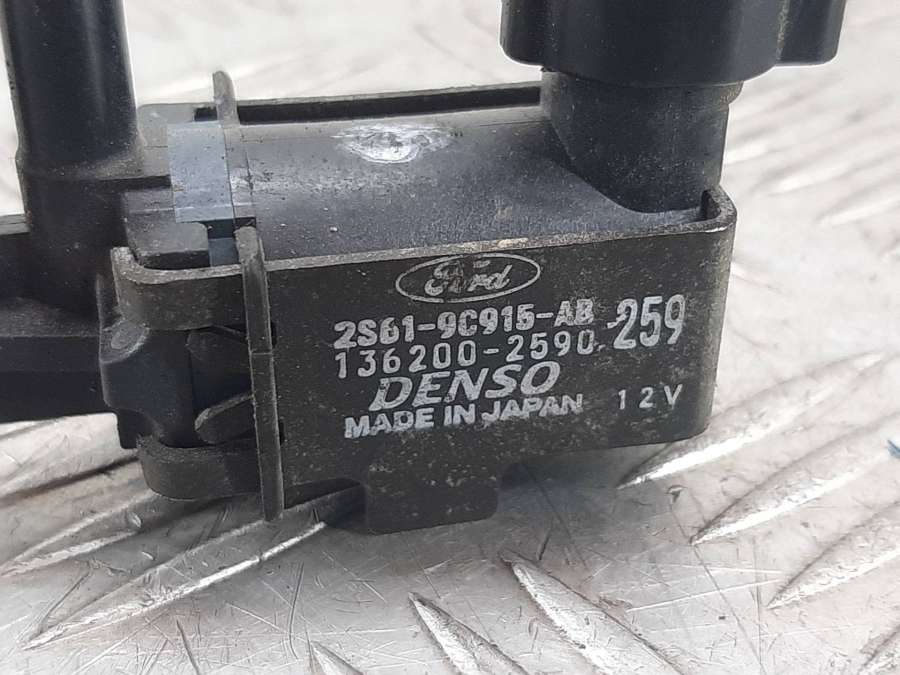 Ford
2S61-9C915-AB 259
136200-2590
DENSO
MADE IN JAPAN 12V